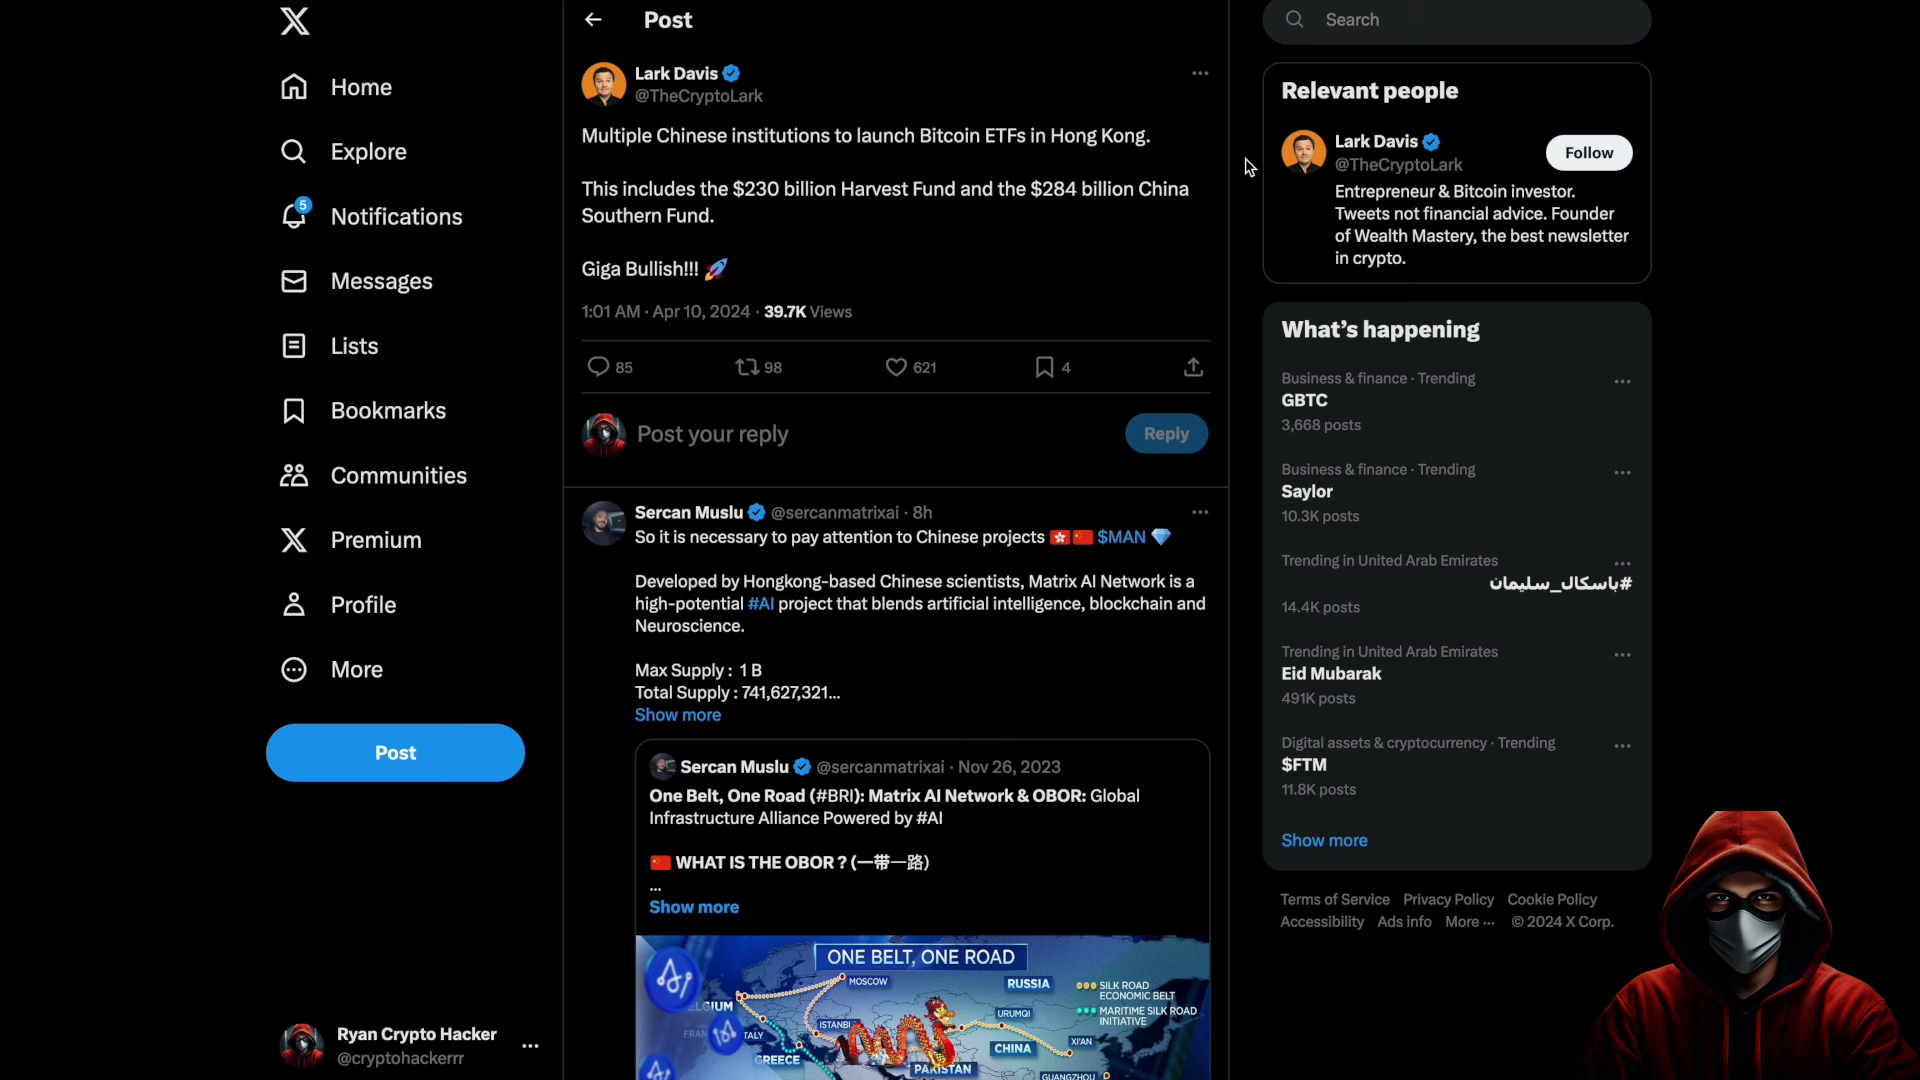 Home
Explore
5
Notifications
Messages
Lists
Bookmarks
Communities
Premium
Profile
More
Post
Ryan Crypto Hacker
@cryptohackerrr
Post
Lark Davis
@TheCryptoLark
Multiple Chinese institutions to launch Bitcoin ETFs in Hong Kong.
This includes the $230 billion Harvest Fund and the $284 billion China
Southern Fund.
Giga Bullish!!! 🚀
1:01 AM · Apr 10, 2024 · 39.7K Views
85 98 621 4
Post your reply
Reply
Sercan Muslu @sercanmatrixai · 8h
So it is necessary to pay attention to Chinese projects 🇭🇰🇨🇳 $MAN 💎
Developed by Hongkong-based Chinese scientists, Matrix AI Network is a
high-potential #AI project that blends artificial intelligence, blockchain and
Neuroscience.
Max Supply : 1 B
Total Supply : 741,627,321...
Show more
Sercan Muslu @sercanmatrixai · Nov 26, 2023
One Belt, One Road (#BRI): Matrix AI Network & OBOR: Global
Infrastructure Alliance Powered by #AI
🇨🇳 WHAT IS THE OBOR ? (一带一路)
...
Show more
ONE BELT, ONE ROAD
MOSCOW
RUSSIA
SILK ROAD
ECONOMIC BELT
MARITIME SILK ROAD
INITIATIVE
LGIUM
URUMQI
ISTANB
FRAN
TALY
XI'AN
CHINA
GREECE
PAKISTAN
GUANGZHOU
Search
Relevant people
Lark Davis
@TheCryptoLark
Follow
Entrepreneur & Bitcoin investor.
Tweets not financial advice. Founder
of Wealth Mastery, the best newsletter
in crypto.
What's happening
Business & finance · Trending
GBTC
3,668 posts
Business & finance · Trending
Saylor
10.3K posts
Trending in United Arab Emirates
#باسكال_سليمان
14.4K posts
Trending in United Arab Emirates
Eid Mubarak
491K posts
Digital assets & cryptocurrency · Trending
$FTM
11.8K posts
Show more
Terms of Service Privacy Policy Cookie Policy
Accessibility Ads info More ··· © 2024 X Corp.